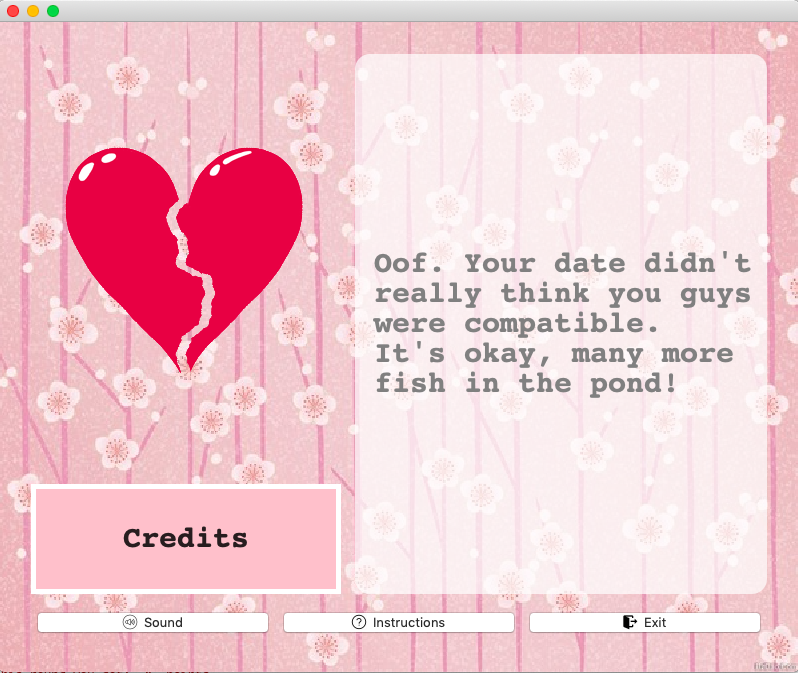 Oof. Your date didn't
really think you guys
were compatible.
It's okay, many more
fish in the pond!
Credits
Sound
Instructions
Exit